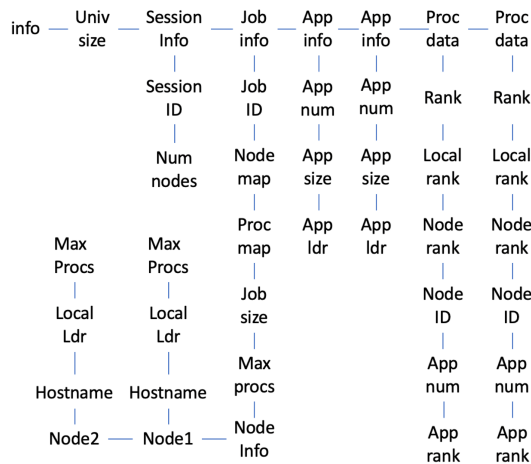 info Univ size Session Info Job info App info App info Proc data Proc data
Session ID Job ID App num App num Rank Rank
Num nodes Node map App size App size Local rank Local rank
Proc map App ldr App ldr Node rank Node rank
Max Procs Max Procs
Job size Node ID Node ID
Local Ldr Local Ldr
Max procs App num App num
Hostname Hostname
Node2 Node1 Node Info App rank App rank